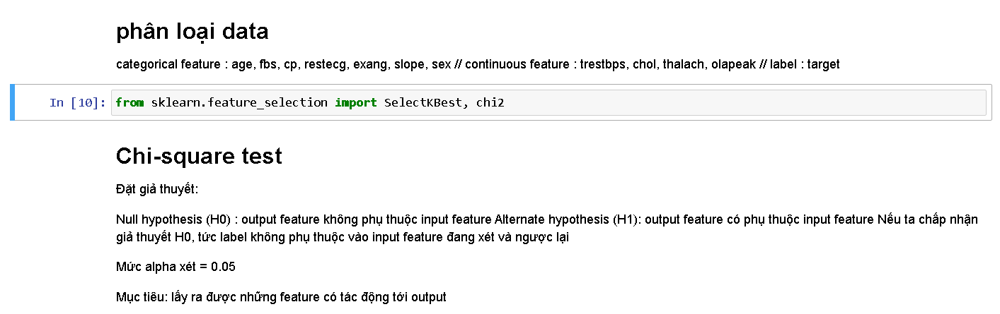 phân loại data
categorical feature : age, fbs, cp, restecg, exang, slope, sex // continuous feature : trestbps, chol, thalach, olapeak // label : target
In [10]: from sklearn.feature_selection import SelectKBest, chi2
Chi-square test
Đặt giả thuyết:
Null hypothesis (H0) : output feature không phụ thuộc input feature Alternate hypothesis (H1): output feature có phụ thuộc input feature Nếu ta chấp nhận
giả thuyết H0, tức label không phụ thuộc vào input feature đang xét và ngược lại
Mức alpha xét = 0.05
Mục tiêu: lấy ra được những feature có tác động tới output